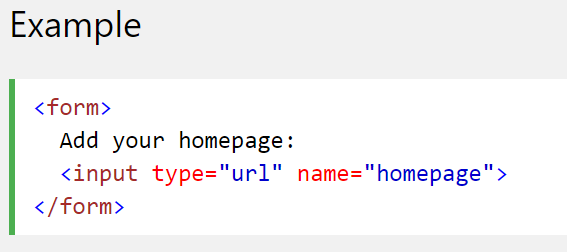 Example
<form>
Add your homepage:
<input type="url" name="homepage">
</form>